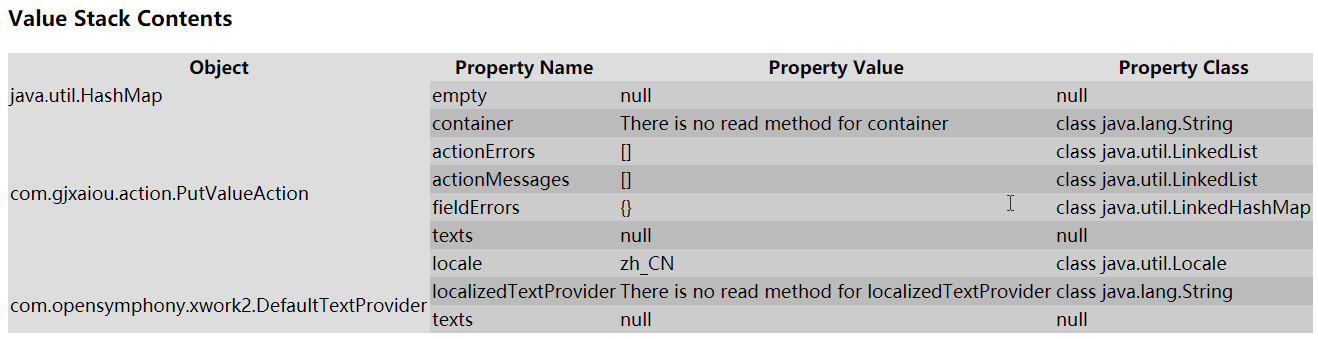 Value Stack Contents
Object Property Name Property Value Property Class
java.util.HashMap empty null null
container There is no read method for container class java.lang.String
actionErrors [] class java.util.LinkedList
actionMessages [] class java.util.LinkedList
com.gjxaiou.action.PutValueAction
fieldErrors {} class java.util.LinkedHashMap
texts null null
locale zh_CN class java.util.Locale
localizedTextProvider There is no read method for localizedTextProvider class java.lang.String
com.opensymphony.xwork2.DefaultTextProvider
texts null null